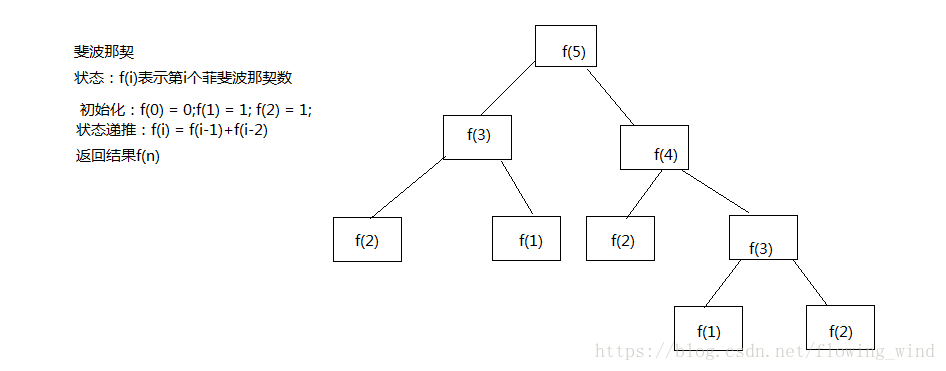 斐波那契
状态：f(i)表示第i个菲斐波那契数
初始化：f(0) = 0;f(1) = 1; f(2) = 1;
状态递推：f(i) = f(i-1)+f(i-2)
返回结果f(n)
f(5)
f(3)
f(4)
f(2)
f(1)
f(2)
f(3)
f(1)
f(2)
https://blog.csdn.net/flowing_wind